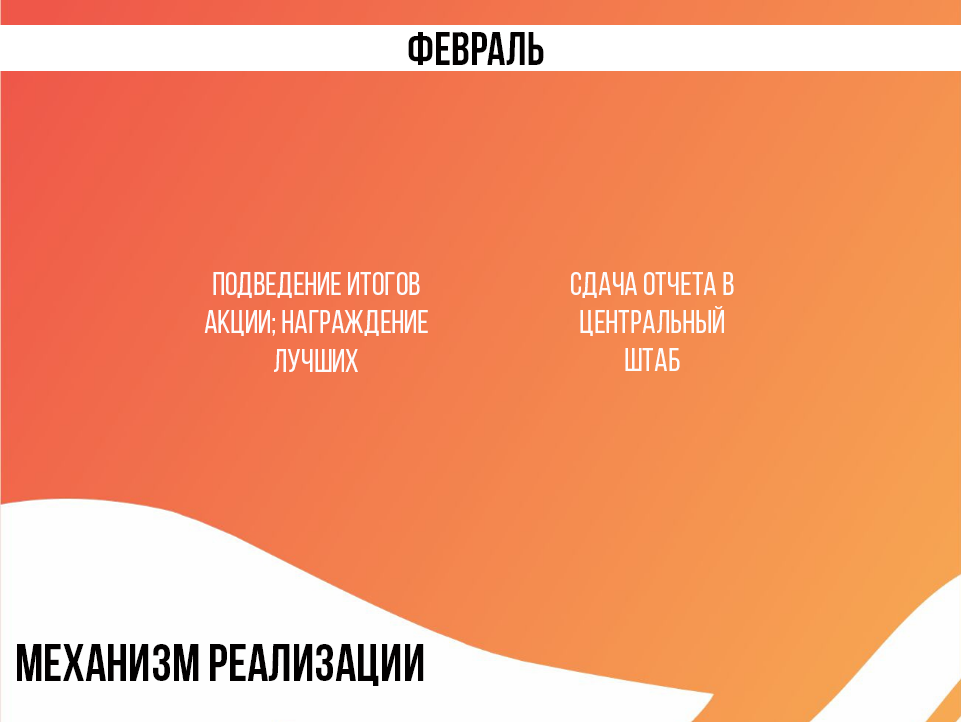 ФЕВРАЛЬ
ПОДВЕДЕНИЕ ИТОГОВ
АКЦИИ; НАГРАЖДЕНИЕ
ЛУЧШИХ
СДАЧА ОТЧЕТА В
ЦЕНТРАЛЬНЫЙ
ШТАБ
МЕХАНИЗМ РЕАЛИЗАЦИИ